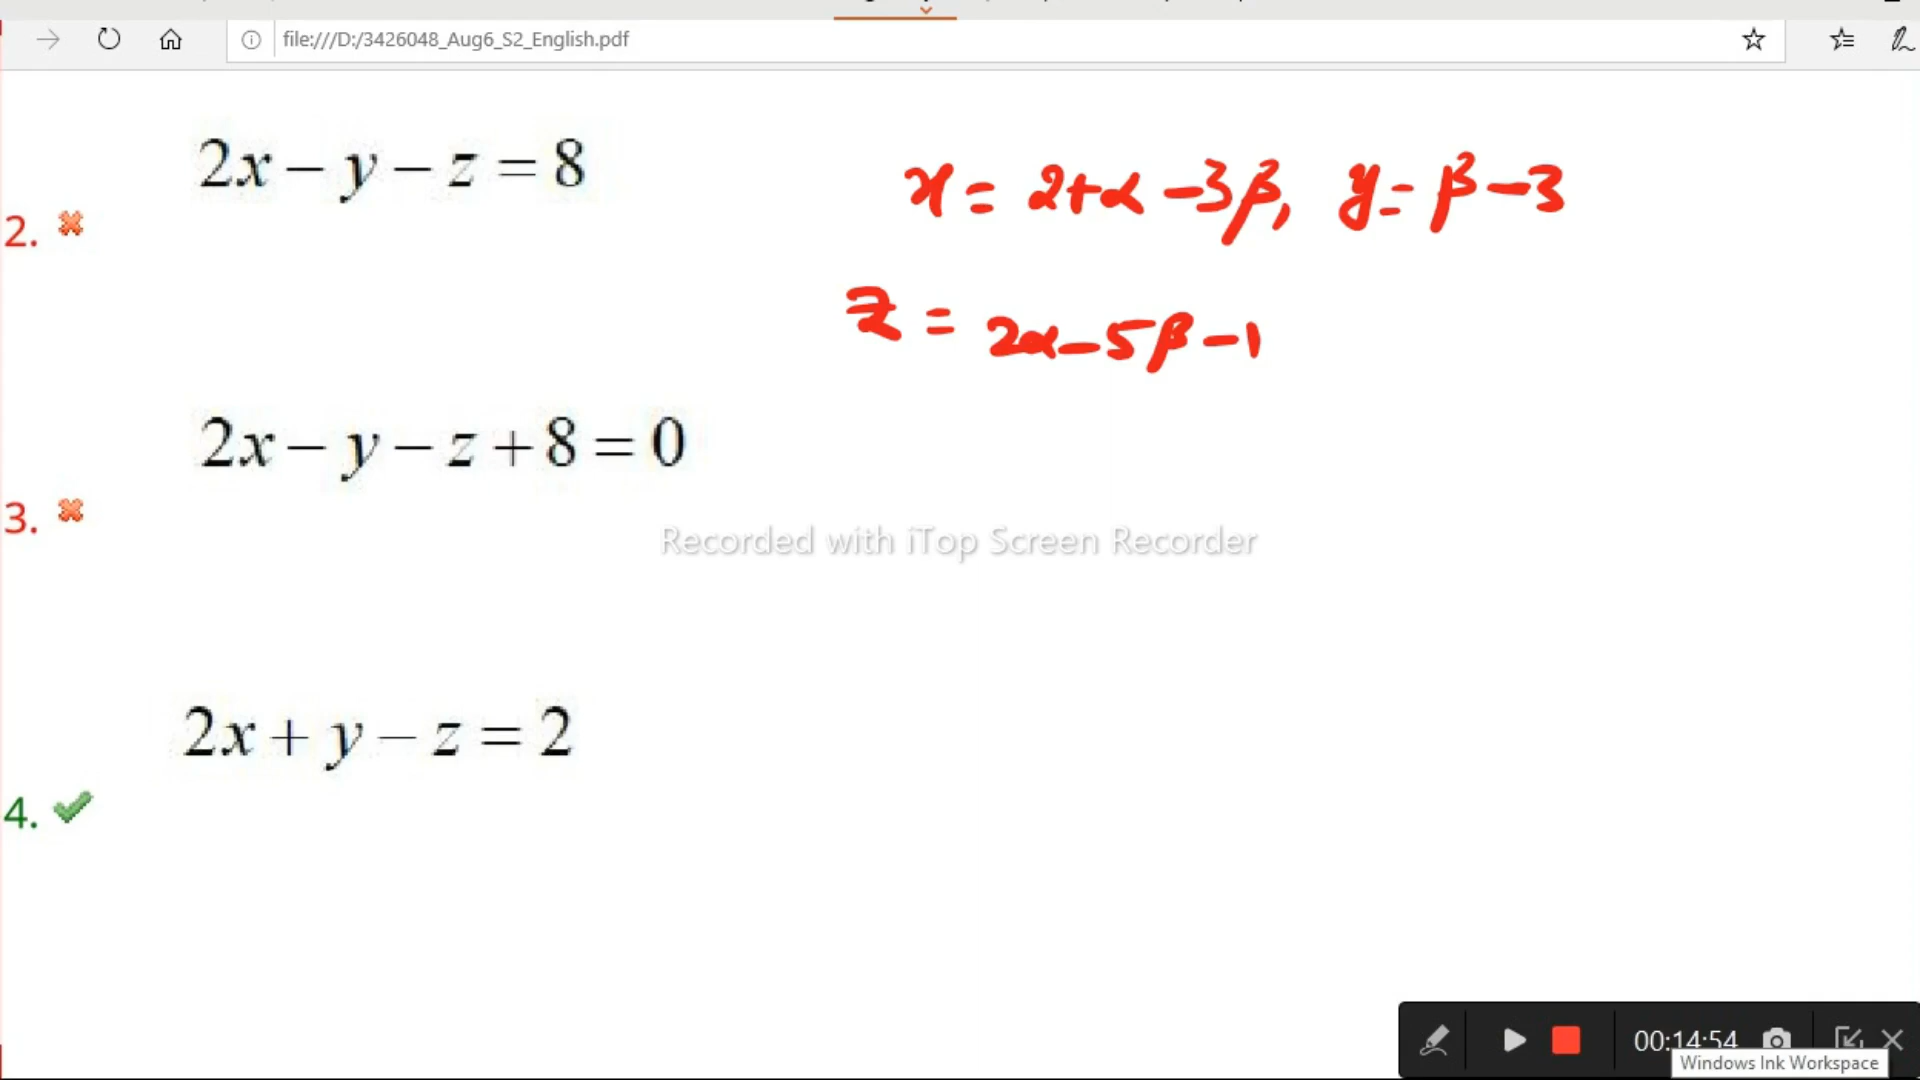 file:///D:/3426048_Aug6_S2_English.pdf
2x − y − z = 8
x = 2+α −3β, y = β −3
2.
z = 2α−5β−1
2x − y − z + 8 = 0
3.
Recorded with iTop Screen Recorder
2x + y − z = 2
4.
00:14:54
Windows Ink Workspace